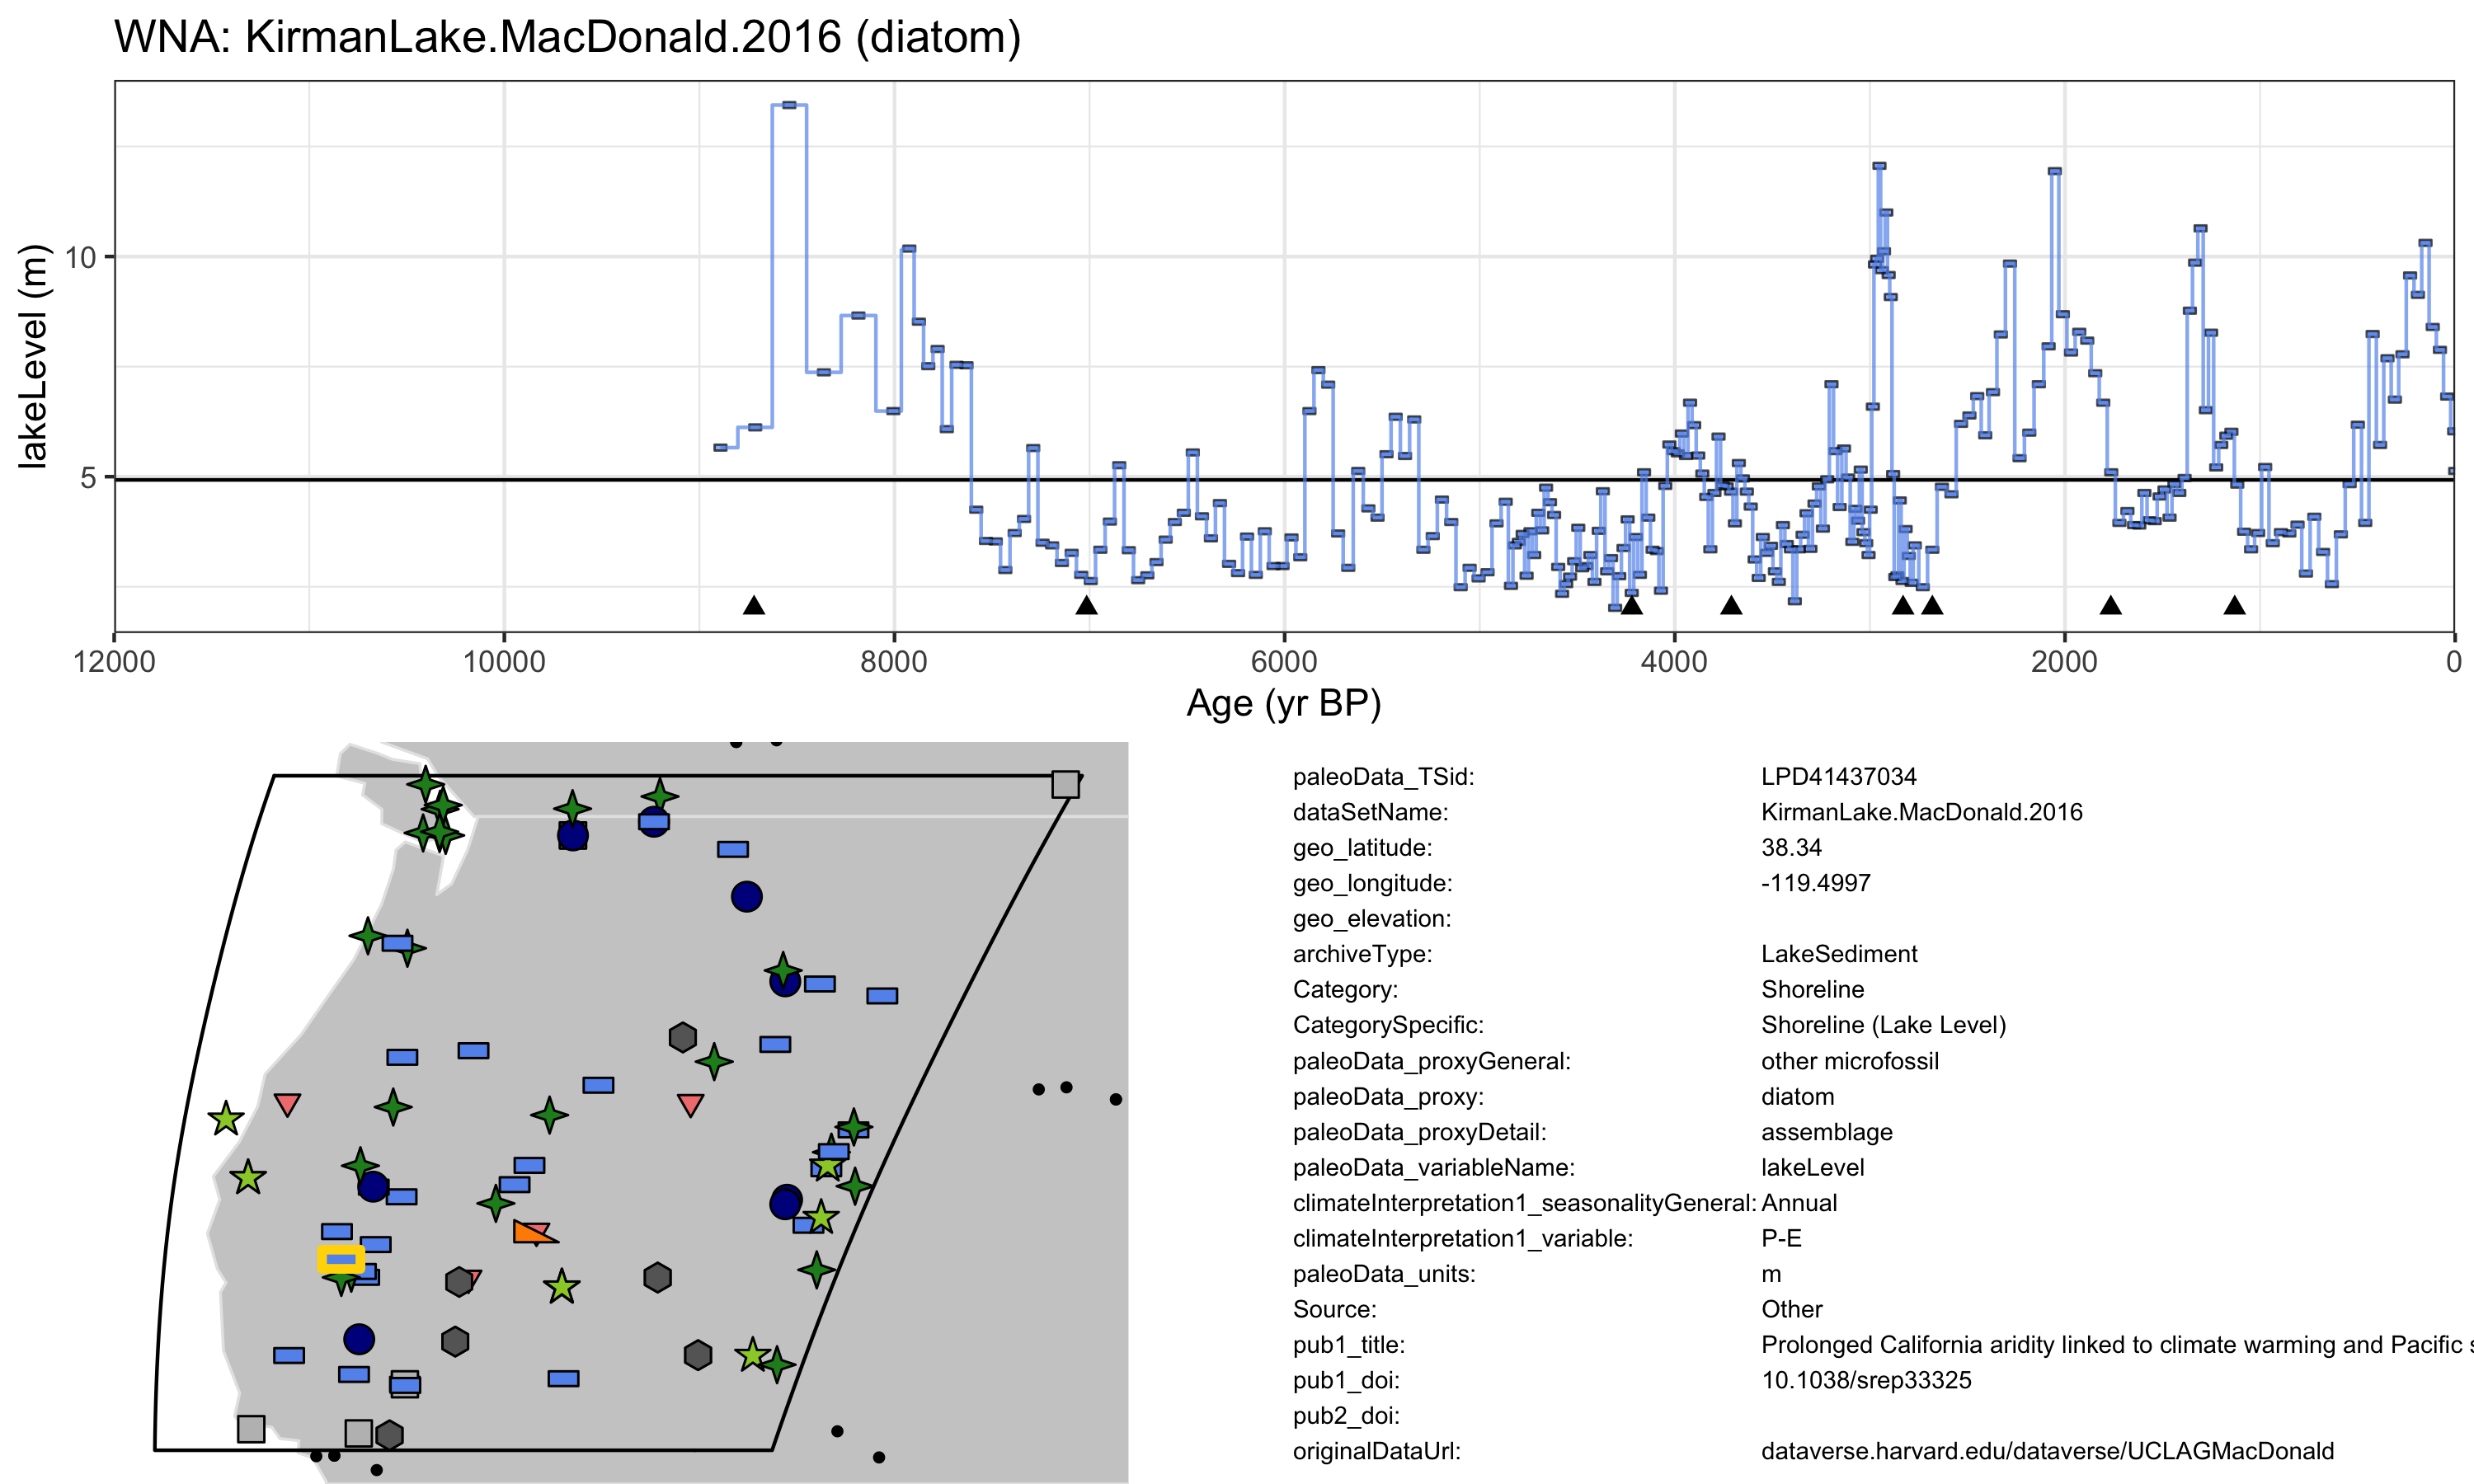 WNA: KirmanLake.MacDonald.2016 (diatom)
lakeLevel (m)
10
5
12000 10000 8000 6000 4000 2000 0
Age (yr BP)
paleoData_TSid: LPD41437034
dataSetName: KirmanLake.MacDonald.2016
geo_latitude: 38.34
geo_longitude: -119.4997
geo_elevation:
archiveType: LakeSediment
Category: Shoreline
CategorySpecific: Shoreline (Lake Level)
paleoData_proxyGeneral: other microfossil
paleoData_proxy: diatom
paleoData_proxyDetail: assemblage
paleoData_variableName: lakeLevel
climateInterpretation1_seasonalityGeneral: Annual
climateInterpretation1_variable: P-E
paleoData_units: m
Source: Other
pub1_title: Prolonged California aridity linked to climate warming and Pacific
pub1_doi: 10.1038/srep33325
pub2_doi:
originalDataUrl: dataverse.harvard.edu/dataverse/UCLAGMacDonald